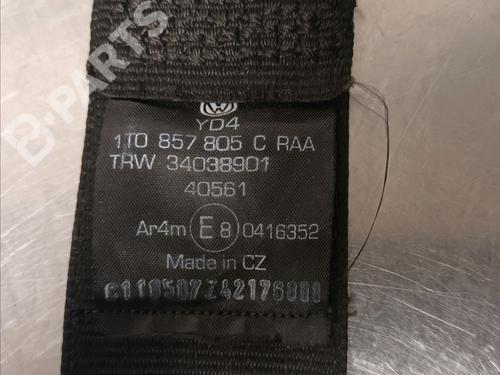 B-PARTS
YD4
1T0 857 805 C RAA
TRW 34038901
40561
Ar4m E 8 0416352
Made in CZ